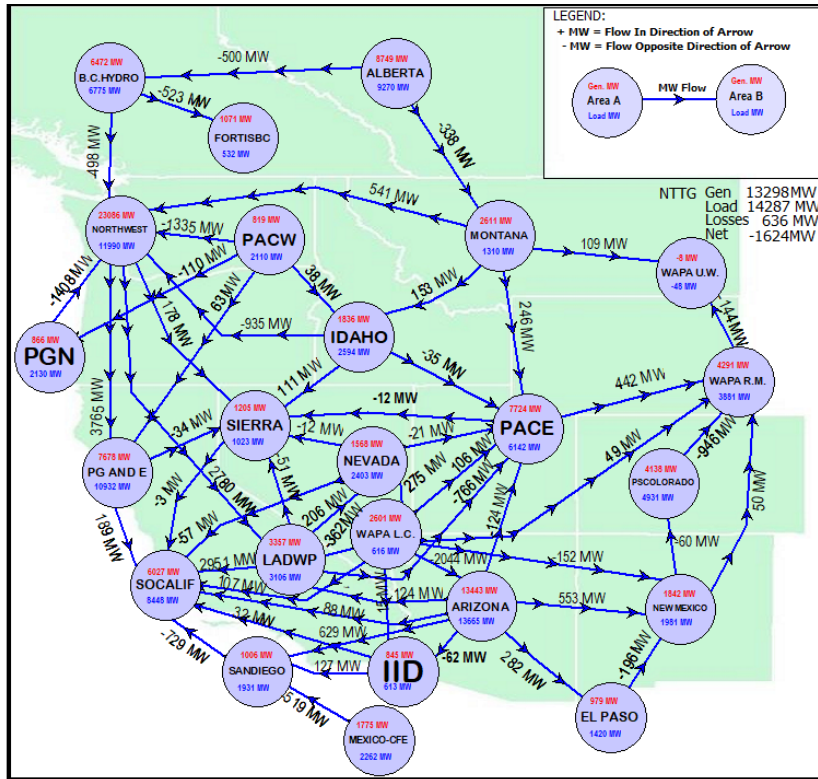 LEGEND:
+ MW = Flow In Direction of Arrow
- MW = Flow Opposite Direction of Arrow
Gen. MW
Area A
Load MW
MW Flow
Gen. MW
Area B
Load MW
6472 MW
B.C.HYDRO
6775 MW
-500 MW
8749 MW
ALBERTA
9270 MW
-523 MW
1071 MW
FORTISBC
532 MW
-338 MW
-498 MW
541 MW
NTTG Gen 13298MW
Load 14287 MW
Losses 636 MW
Net -1624MW
23086 MW
NORTHWEST
11990 MW
-1335 MW
819 MW
PACW
2110 MW
2611 MW
MONTANA
1310 MW
109 MW
-8 MW
WAPA U.W.
-48 MW
-1408 MW
-110 MW
63 MW
38 MW
153 MW
246 MW
-144 MW
178 MW
-935 MW
1836 MW
IDAHO
2594 MW
866 MW
PGN
2130 MW
-35 MW
111 MW
442 MW
4291 MW
WAPA R.M.
3881 MW
3765 MW
-12 MW
1205 MW
SIERRA
1023 MW
-12 MW
-21 MW
7724 MW
PACE
6142 MW
-34 MW
7678 MW
PG AND E
10932 MW
1568 MW
NEVADA
2403 MW
275 MW
106 MW
-766 MW
49 MW
-946 MW
4138 MW
PSCOLORADO
4931 MW
-3 MW
2780 MW
-51 MW
206 MW
-362 MW
-124 MW
50 MW
189 MW
-57 MW
2601 MW
WAPA L.C.
616 MW
-60 MW
3357 MW
LADWP
3106 MW
2951 MW
-2044 MW
-152 MW
6027 MW
SOCALIF
8448 MW
107 MW
-124 MW
13443 MW
ARIZONA
13665 MW
553 MW
1842 MW
NEW MEXICO
1981 MW
32 MW
88 MW
629 MW
-62 MW
282 MW
-196 MW
-729 MW
1006 MW
SANDIEGO
1931 MW
127 MW
845 MW
IID
613 MW
-519 MW
979 MW
EL PASO
1420 MW
1775 MW
MEXICO-CFE
2262 MW